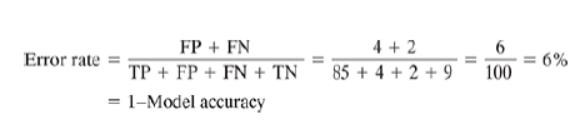 Error rate = FP + FN / TP + FP + FN + TN = 4 + 2 / 85 + 4 + 2 + 9 = 6 / 100 = 6%
= 1–Model accuracy